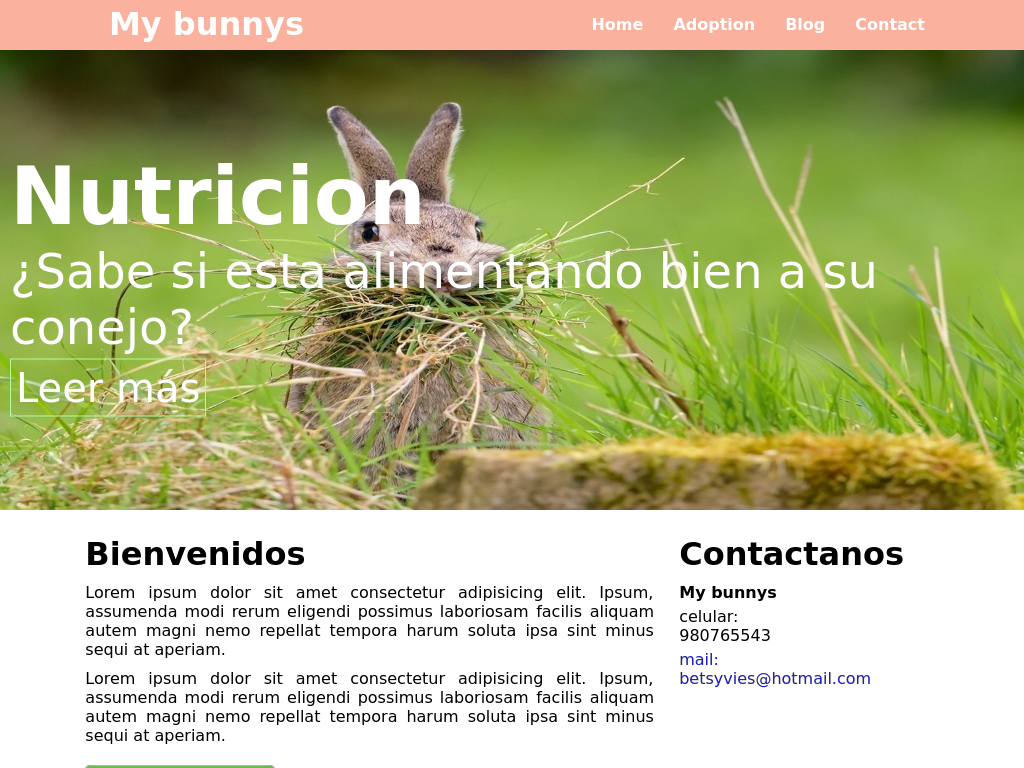 My bunnys
Home Adoption Blog Contact
Nutricion
¿Sabe si esta alimentando bien a su
conejo?
Leer más
Bienvenidos
Lorem ipsum dolor sit amet consectetur adipisicing elit. Ipsum,
assumenda modi rerum eligendi possimus laboriosam facilis aliquam
autem magni nemo repellat tempora harum soluta ipsa sint minus
sequi at aperiam.
Lorem ipsum dolor sit amet consectetur adipisicing elit. Ipsum,
assumenda modi rerum eligendi possimus laboriosam facilis aliquam
autem magni nemo repellat tempora harum soluta ipsa sint minus
sequi at aperiam.
Contactanos
My bunnys
celular:
980765543
mail:
betsyvies@hotmail.com